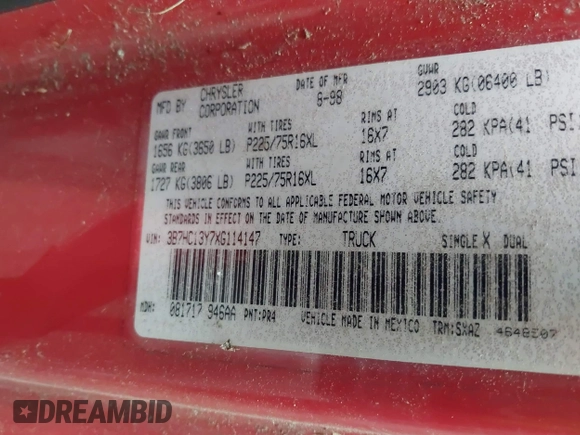 MFD BY CHRYSLER CORPORATION DATE OF MFR 8-98 GVWR 2903 KG(06400 LB)
GAWR FRONT WITH TIRES RIMS AT COLD
1656 KG(3650 LB) P225/75R16XL 16X7 282 KPA(41 PSI
GAWR REAR WITH TIRES RIMS AT COLD
1727 KG(3806 LB) P225/75R16XL 16X7 282 KPA(41 PSI
THIS VEHICLE CONFORMS TO ALL APPLICABLE FEDERAL MOTOR VEHICLE SAFETY
STANDARDS IN EFFECT ON THE DATE OF MANUFACTURE SHOWN ABOVE.
VIN: 3B7HC13Y7XG114147 TYPE: TRUCK SINGLE X DUAL
MDH: 081717 946AA PNT:PR4 VEHICLE MADE IN MEXICO TRM:SXAZ 4648E07
DREAMBID